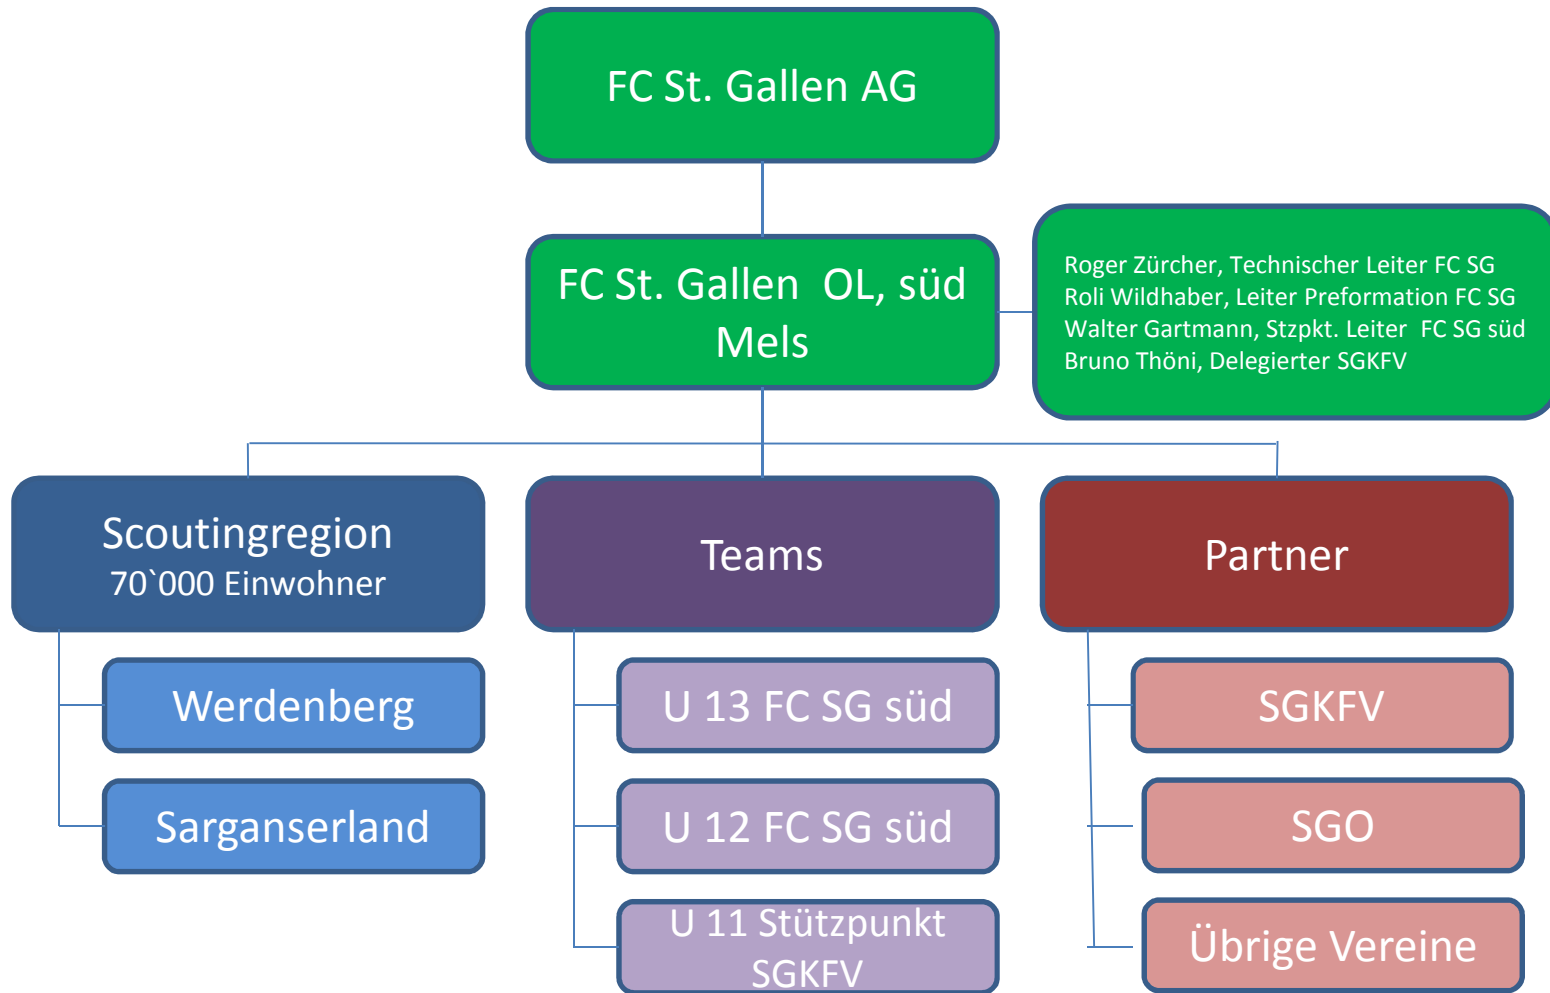 FC St. Gallen AG
FC St. Gallen OL, süd
Mels
Roger Zürcher, Technischer Leiter FC SG
Roli Wildhaber, Leiter Preformation FC SG
Walter Gartmann, Stzpkt. Leiter FC SG süd
Bruno Thöni, Delegierter SGKFV
Scoutingregion
70`000 Einwohner
Teams
Partner
Werdenberg
U 13 FC SG süd
SGKFV
Sarganserland
U 12 FC SG süd
SGO
U 11 Stützpunkt
SGKFV
Übrige Vereine